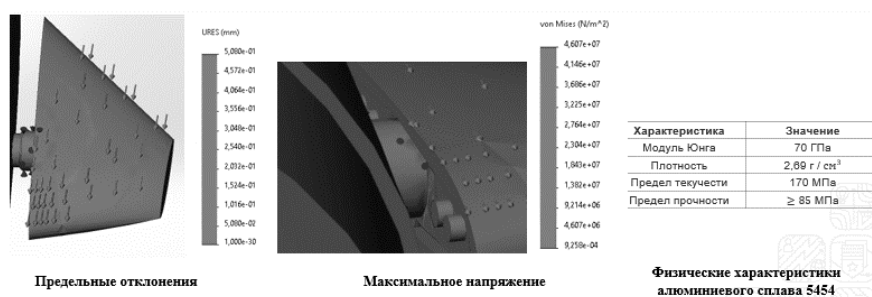 URES (mm)
5,080e-01
4,572e-01
4,064e-01
3,556e-01
3,048e-01
2,540e-01
2,032e-01
1,524e-01
1,016e-01
5,080e-02
1,000e-30
von Mises (N/m^2)
4,607e+07
4,146e+07
3,686e+07
3,225e+07
2,764e+07
2,304e+07
1,843e+07
1,382e+07
9,214e+06
4,607e+06
9,258e-04
Характеристика Значение
Модуль Юнга 70 ГПа
Плотность 2,69 г / см³
Предел текучести 170 МПа
Предел прочности ≥ 85 МПа
Предельные отклонения
Максимальное напряжение
Физические характеристики
алюминиевого сплава 5454